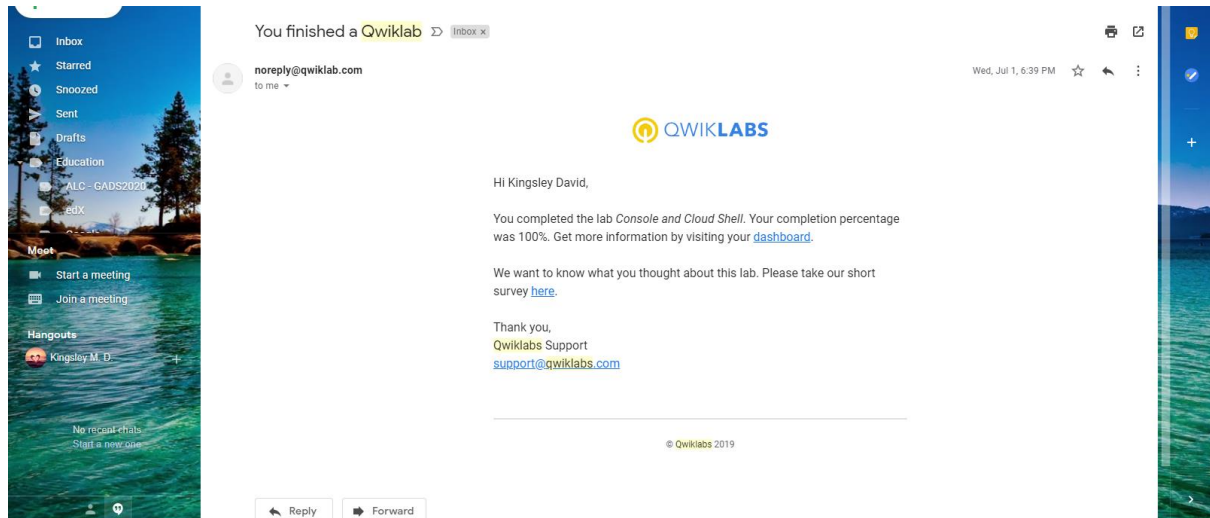 Inbox
Starred
Snoozed
Sent
Drafts
Education
ALC - GADS2020
edX
Google
Meet
Start a meeting
Join a meeting
Hangouts
Kingsley M. D.
+
No recent chats
Start a new one
You finished a Qwiklab
Inbox x
noreply@qwiklab.com
to me
Wed, Jul 1, 6:39 PM
QWIKLABS
Hi Kingsley David,
You completed the lab Console and Cloud Shell. Your completion percentage
was 100%. Get more information by visiting your dashboard.
We want to know what you thought about this lab. Please take our short
survey here.
Thank you,
Qwiklabs Support
support@qwiklabs.com
© Qwiklabs 2019
Reply
Forward